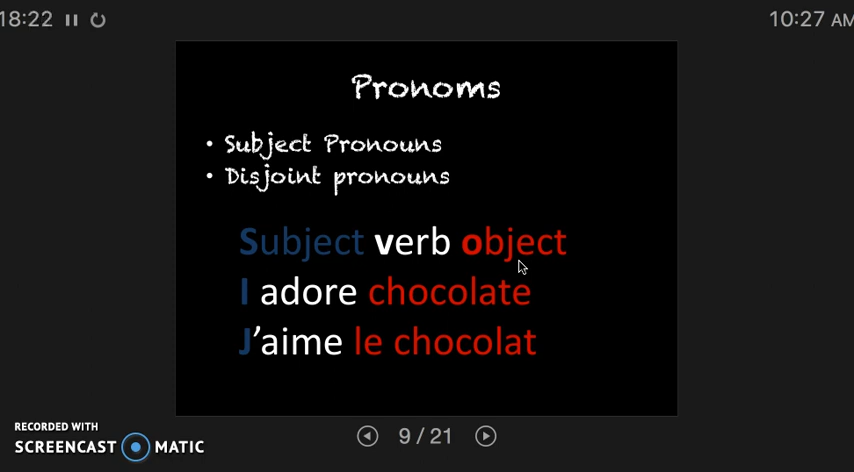 18:22
10:27 AM
Pronoms
• Subject Pronouns
• Disjoint pronouns
Subject verb object
I adore chocolate
J'aime le chocolat
RECORDED WITH
SCREENCAST MATIC
9 / 21